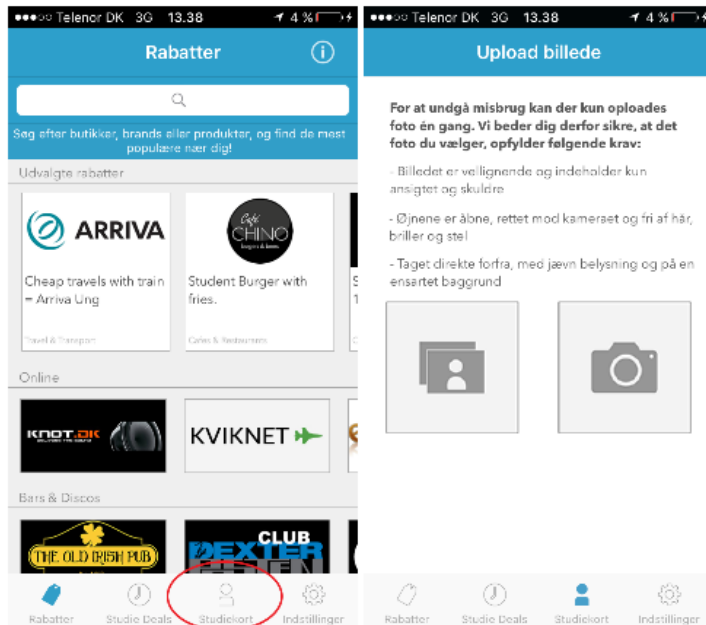 Telenor DK 3G 13.38 4 %
Rabatter
Søg efter butikker, brands eller produkter, og find de mest
populære nær dig!
Udvalgte rabatter
ARRIVA
Café
CHINO
burgers & beers
Cheap travels with train
= Arriva Ung
Travel & Transport
Student Burger with
fries.
Cafes & Restaurants
S
1
C
Online
KNOT.DK
KVIKNET
Bars & Discos
THE OLD IRISH PUB
CLUB
DEXTER
Rabatter Studie Deals Studiekort Indstillinger
Telenor DK 3G 13.38 4 %
Upload billede
For at undgå misbrug kan der kun oploades
foto én gang. Vi beder dig derfor sikre, at det
foto du vælger, opfylder følgende krav:
- Billedet er vellignende og indeholder kun
ansigtet og skuldre
- Øjnene er åbne, rettet mod kameraet og fri af hår,
briller og stel
- Taget direkte forfra, med jævn belysning og på en
ensartet baggrund
Rabatter Studie Deals Studiekort Indstillinger